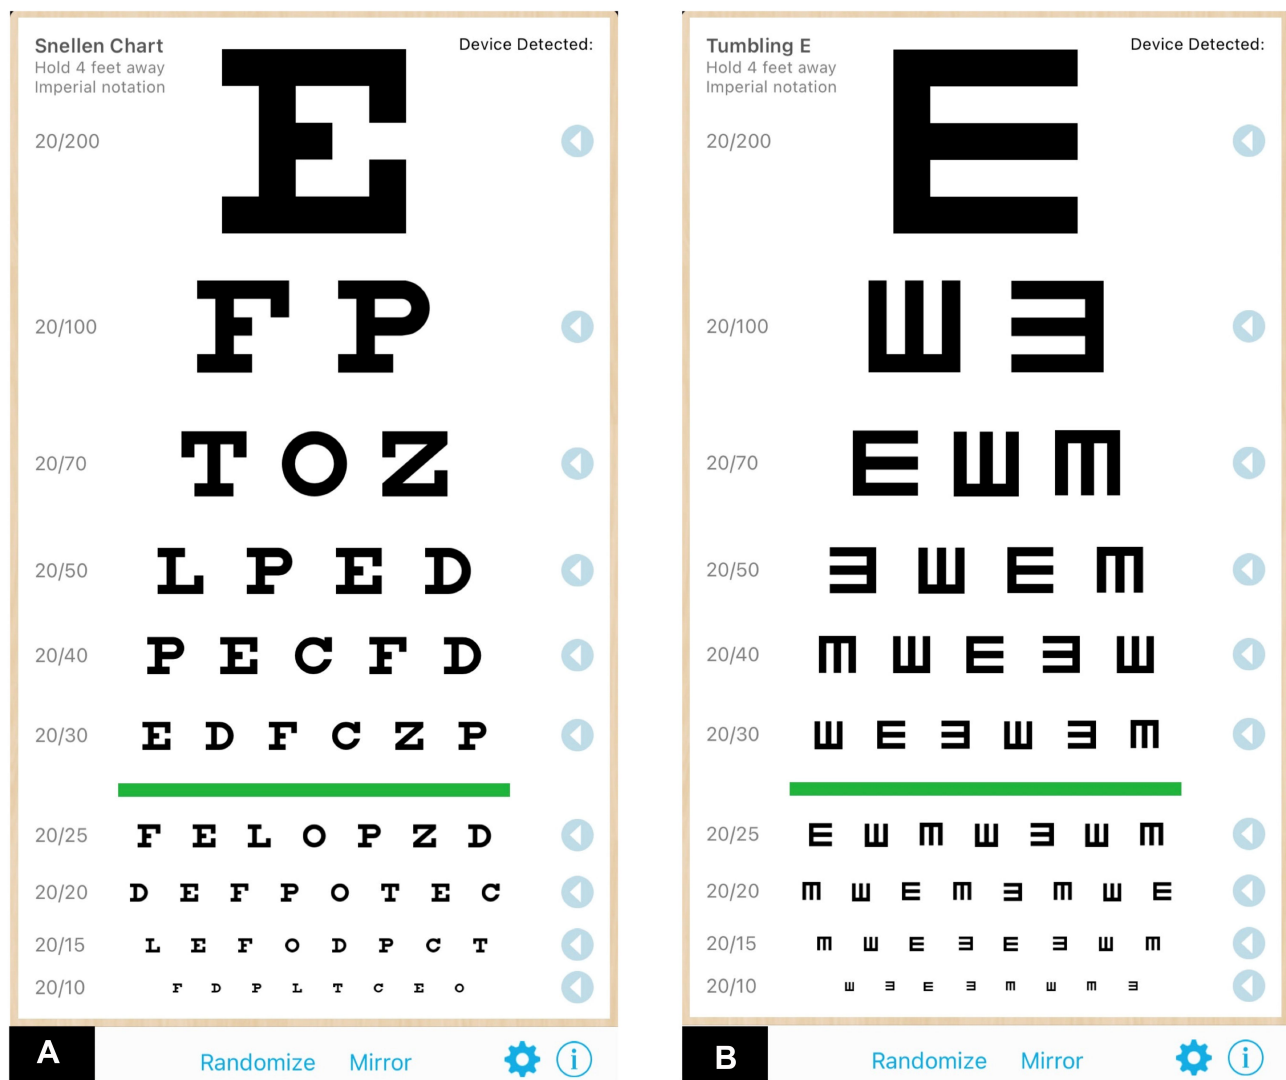 Snellen Chart
Device Detected:
Hold 4 feet away
Imperial notation
20/200 E
20/100 F P
20/70 T O Z
20/50 L P E D
20/40 P E C F D
20/30 E D F C Z P
20/25 F E L O P Z D
20/20 D E F P O T E C
20/15 L E F O D P C T
20/10 F D P L T C E O
A
Randomize Mirror
i
Tumbling E
Device Detected:
Hold 4 feet away
Imperial notation
20/200 E
20/100 Ш Ǝ
20/70 E Ш M
20/50 Ǝ Ш E M
20/40 M Ш E Ǝ Ш
20/30 Ш E Ǝ Ш Ǝ M
20/25 E Ш M Ш Ǝ Ш M
20/20 M Ш E M Ǝ M Ш E
20/15 M Ш E Ǝ E Ǝ Ш M
20/10 Ш Ǝ E Ǝ M Ш M Ǝ
B
Randomize Mirror
i